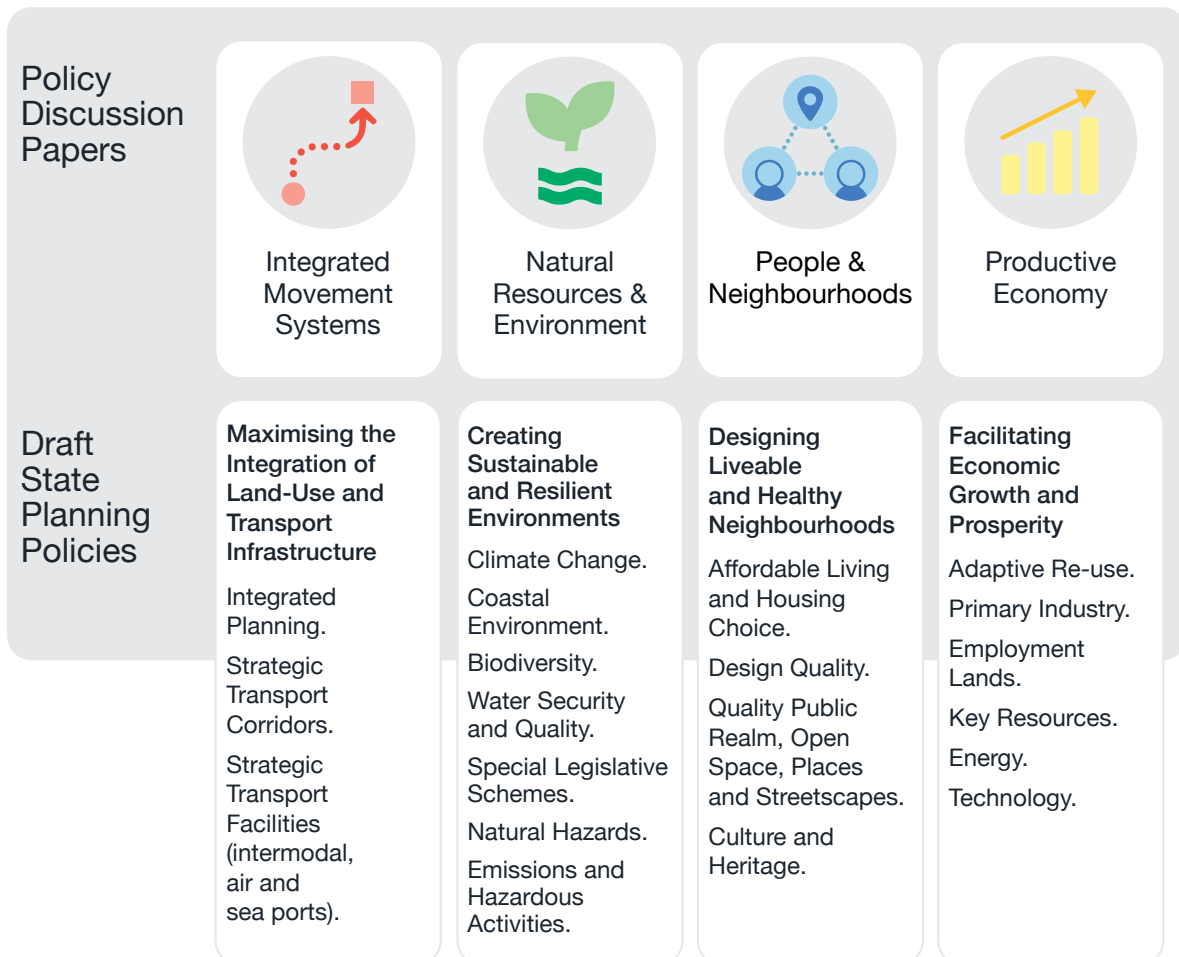 Policy
Discussion
Papers
Integrated
Movement
Systems
Natural
Resources &
Environment
People &
Neighbourhoods
Productive
Economy
Draft
State
Planning
Policies
Maximising the
Integration of
Land-Use and
Transport
Infrastructure
Integrated
Planning.
Strategic
Transport
Corridors.
Strategic
Transport
Facilities
(intermodal,
air and
sea ports).
Creating
Sustainable
and Resilient
Environments
Climate Change.
Coastal
Environment.
Biodiversity.
Water Security
and Quality.
Special Legislative
Schemes.
Natural Hazards.
Emissions and
Hazardous
Activities.
Designing
Liveable
and Healthy
Neighbourhoods
Affordable Living
and Housing
Choice.
Design Quality.
Quality Public
Realm, Open
Space, Places
and Streetscapes.
Culture and
Heritage.
Facilitating
Economic
Growth and
Prosperity
Adaptive Re-use.
Primary Industry.
Employment
Lands.
Key Resources.
Energy.
Technology.